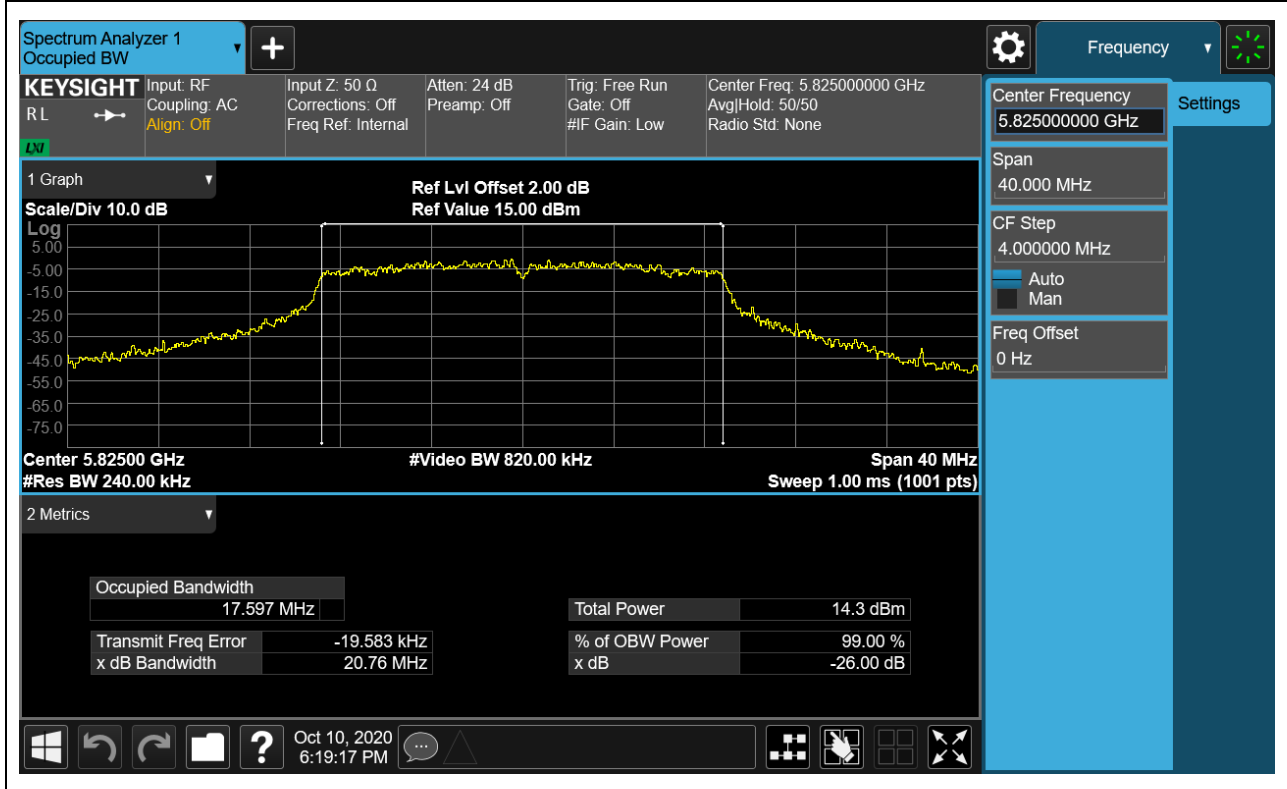 Spectrum Analyzer 1
Occupied BW
Frequency
KEYSIGHT
R L
LXI
Input: RF
Coupling: AC
Align: Off
Input Z: 50 Ω
Corrections: Off
Freq Ref: Internal
Atten: 24 dB
Preamp: Off
Trig: Free Run
Gate: Off
#IF Gain: Low
Center Freq: 5.825000000 GHz
Avg|Hold: 50/50
Radio Std: None
Center Frequency
5.825000000 GHz
Settings
Span
40.000 MHz
CF Step
4.000000 MHz
Auto
Man
Freq Offset
0 Hz
1 Graph
Ref Lvl Offset 2.00 dB
Scale/Div 10.0 dB
Ref Value 15.00 dBm
Log
5.00
-5.00
-15.0
-25.0
-35.0
-45.0
-55.0
-65.0
-75.0
Center 5.82500 GHz
#Video BW 820.00 kHz
Span 40 MHz
#Res BW 240.00 kHz
Sweep 1.00 ms (1001 pts)
2 Metrics
Occupied Bandwidth
17.597 MHz
Total Power 14.3 dBm
Transmit Freq Error -19.583 kHz
% of OBW Power 99.00 %
x dB Bandwidth 20.76 MHz
x dB -26.00 dB
?
Oct 10, 2020
6:19:17 PM